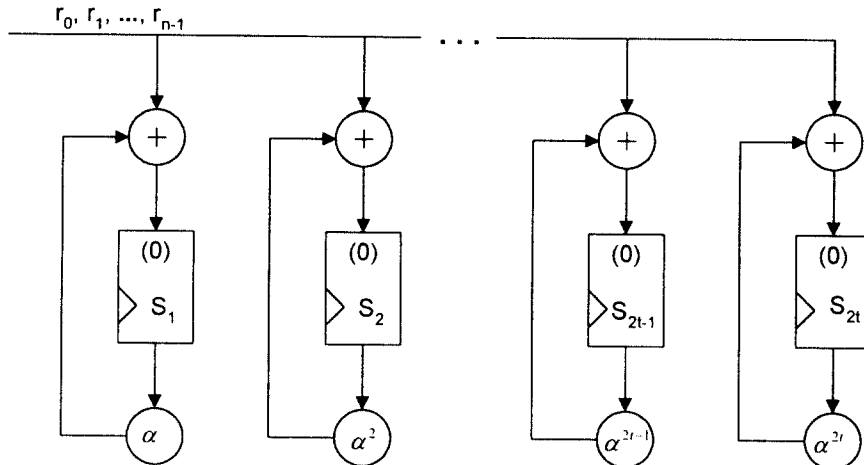 r₀, r₁, ..., rₙ₋₁
. . .
+ + + +
(0) (0) (0) (0)
S₁ S₂ S₂ₜ₋₁ S₂ₜ
α α² α²ᵗ⁻¹ α²ᵗ